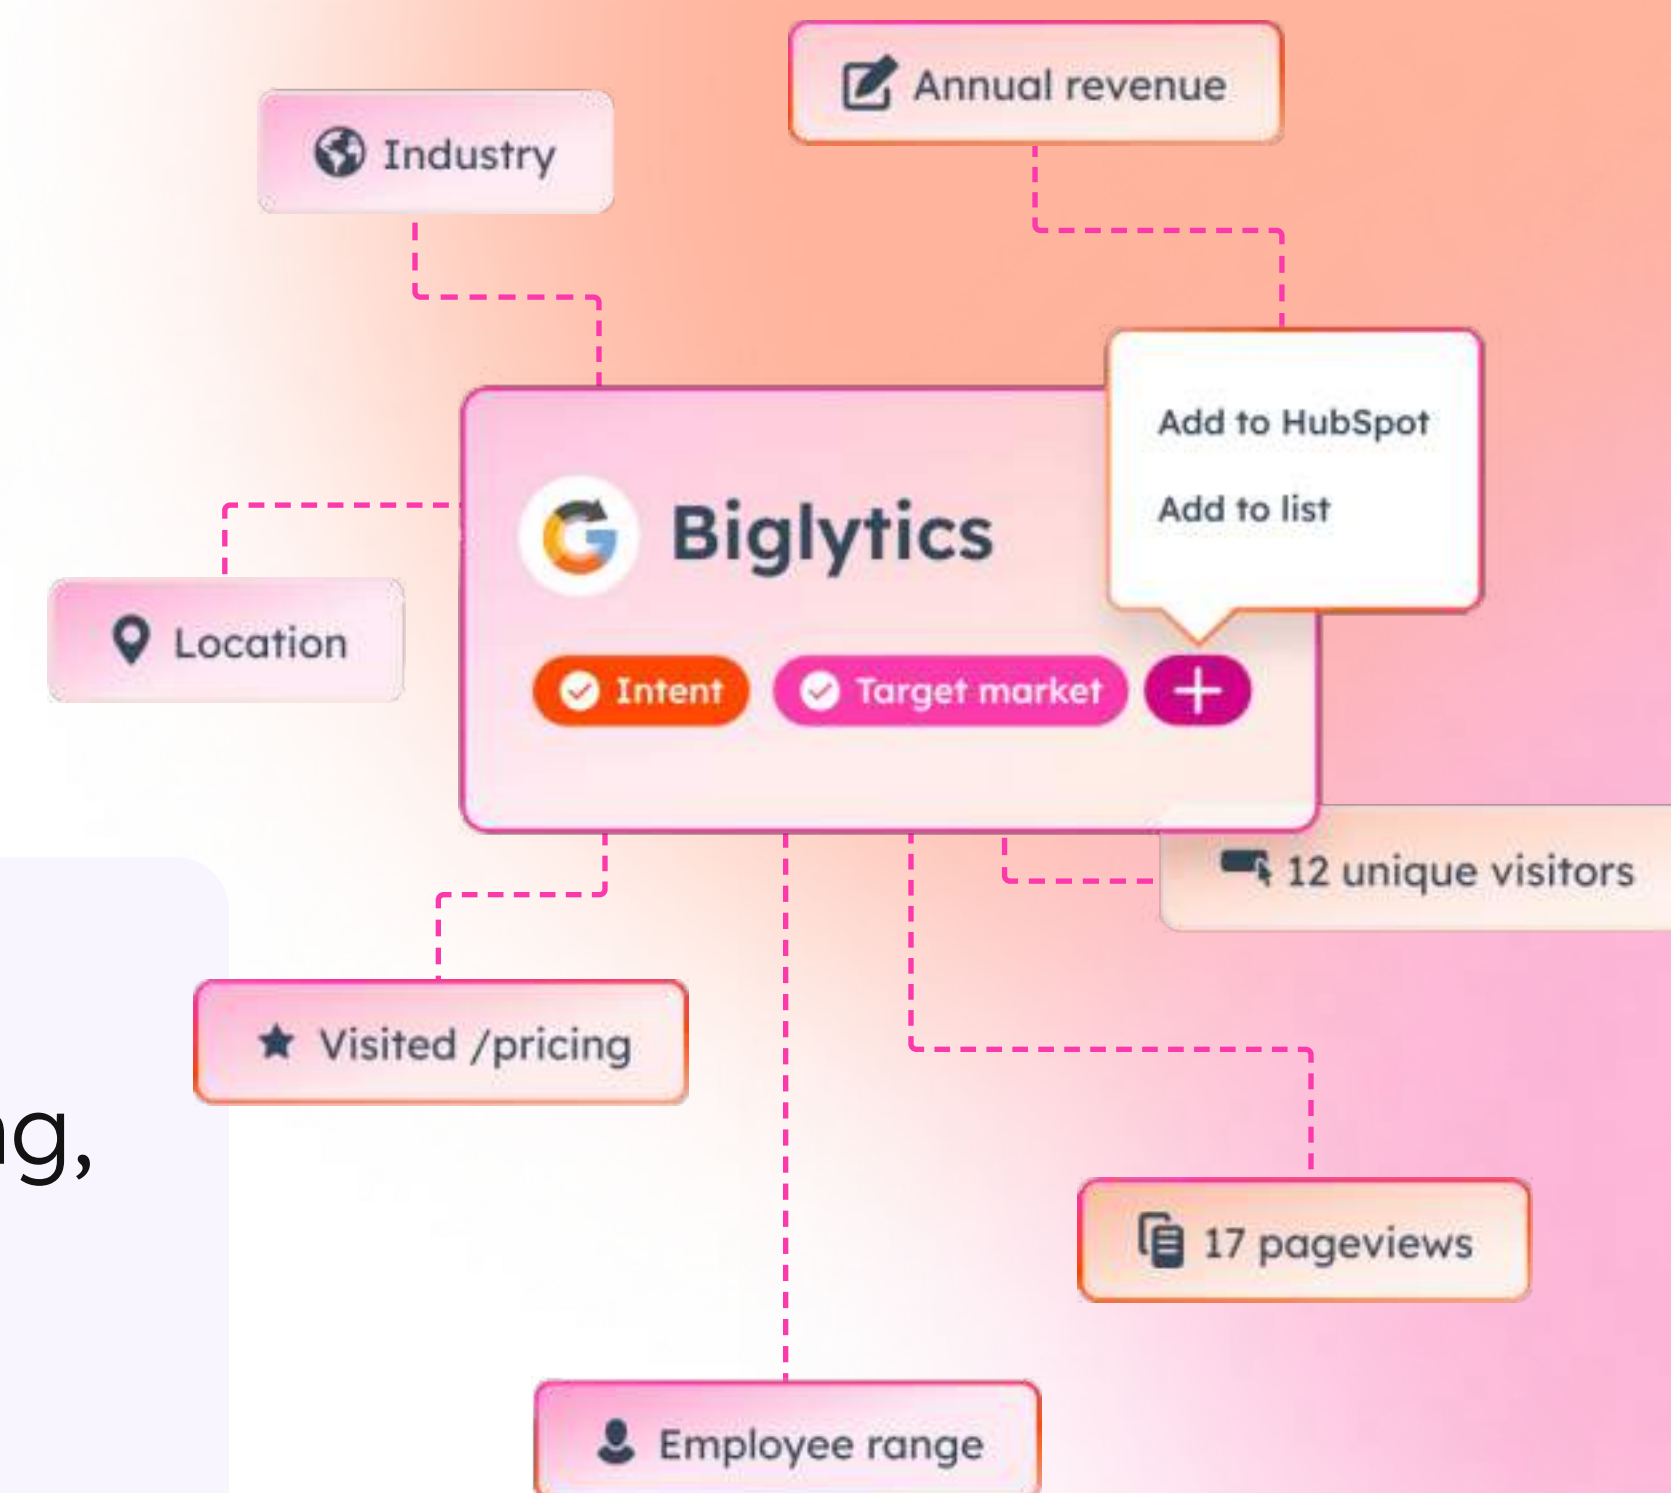 Annual revenue
Industry
Add to HubSpot
Add to list
Biglytics
Location
Intent
Target market
12 unique visitors
Visited /pricing
17 pageviews
Employee range